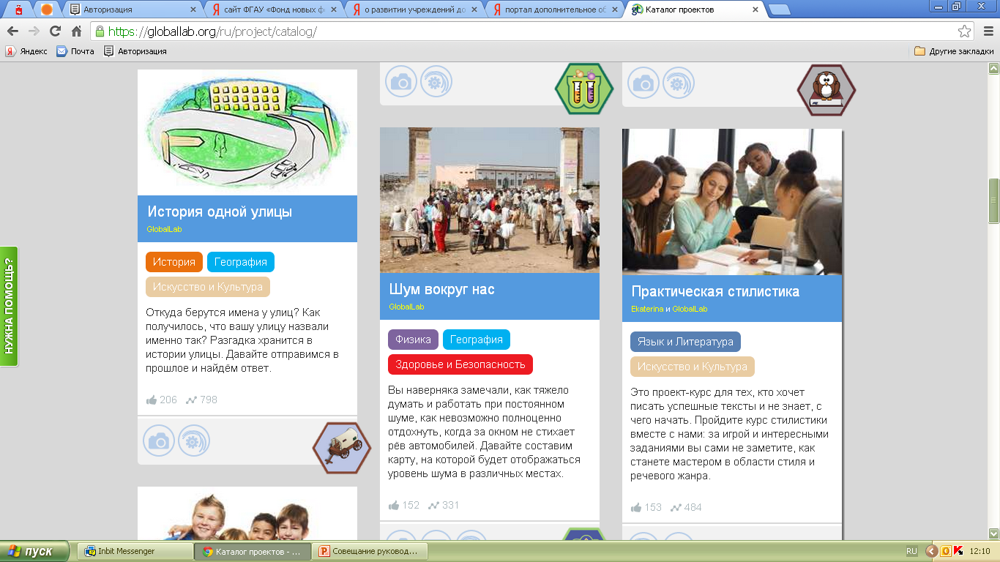 Авторизация
сайт ФГАУ «Фонд новых ф
о развитии учреждений до
портал дополнительное об
Каталог проектов
https://globallab.org/ru/project/catalog/
Яндекс
Почта
Авторизация
Другие закладки
НУЖНА ПОМОЩЬ?
История одной улицы
GlobalLab
История
География
Искусство и Культура
Откуда берутся имена у улиц? Как
получилось, что вашу улицу назвали
именно так? Разгадка хранится в
истории улицы. Давайте отправимся в
прошлое и найдём ответ.
206 798
Шум вокруг нас
GlobalLab
Физика
География
Здоровье и Безопасность
Вы наверняка замечали, как тяжело
думать и работать при постоянном
шуме, как невозможно полноценно
отдохнуть, когда за окном не стихает
рёв автомобилей. Давайте составим
карту, на которой будет отображаться
уровень шума в различных местах.
152 331
Практическая стилистика
Ekaterina и GlobalLab
Язык и Литература
Искусство и Культура
Это проект-курс для тех, кто хочет
писать успешные тексты и не знает, с
чего начать. Пройдите курс стилистики
вместе с нами: за игрой и интересными
заданиями вы сами не заметите, как
станете мастером в области стиля и
речевого жанра.
153 484
пуск
Inbit Messenger
Каталог проектов - ...
Совещание руковод...
RU
12:10